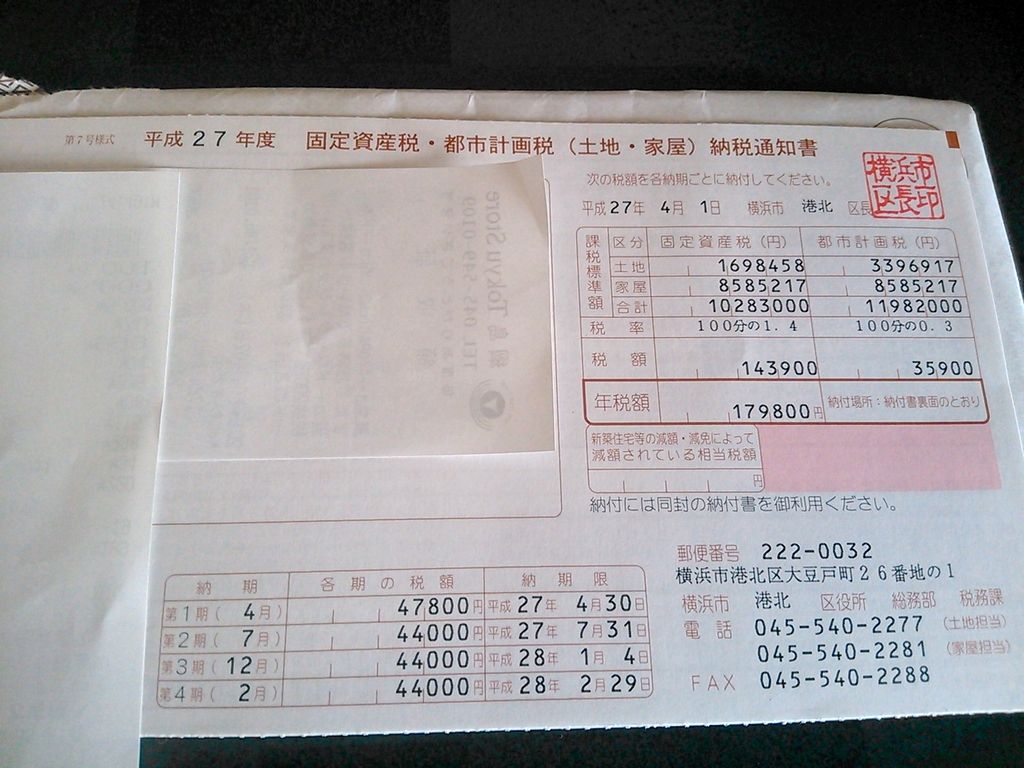 第7号様式 平成27年度 固定資産税・都市計画税(土地・家屋)納税通知書
次の税額を各納期ごとに納付してください。
平成27年 4月 1日 横浜市 港北 区長
横浜市
区長印
課税標準額 区分 固定資産税(円) 都市計画税(円)
土地 1698458 3396917
家屋 8585217 8585217
合計 10283000 11982000
税率 100分の1.4 100分の0.3
税額 143900 35900
年税額 179800円 納付場所:納付書裏面のとおり
新築住宅等の減額・減免によって
減額されている相当税額
円
納付には同封の納付書を御利用ください。
Tokyu Store
TEL 045-549-0109
納期 各期の税額 納期限
第1期(4月) 47800円 平成27年 4月30日
第2期(7月) 44000円 平成27年 7月31日
第3期(12月) 44000円 平成28年 1月 4日
第4期(2月) 44000円 平成28年 2月29日
郵便番号 222-0032
横浜市港北区大豆戸町26番地の1
横浜市 港北 区役所 総務部 税務課
電話 045-540-2277 (土地担当)
045-540-2281 (家屋担当)
FAX 045-540-2288